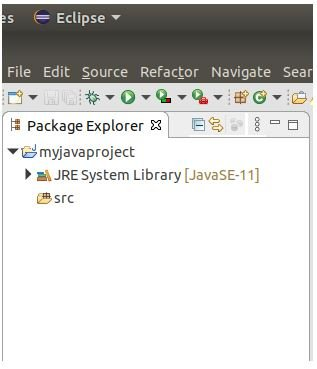 es Eclipse
File Edit Source Refactor Navigate Sear
Package Explorer
myjavaproject
JRE System Library [JavaSE-11]
src